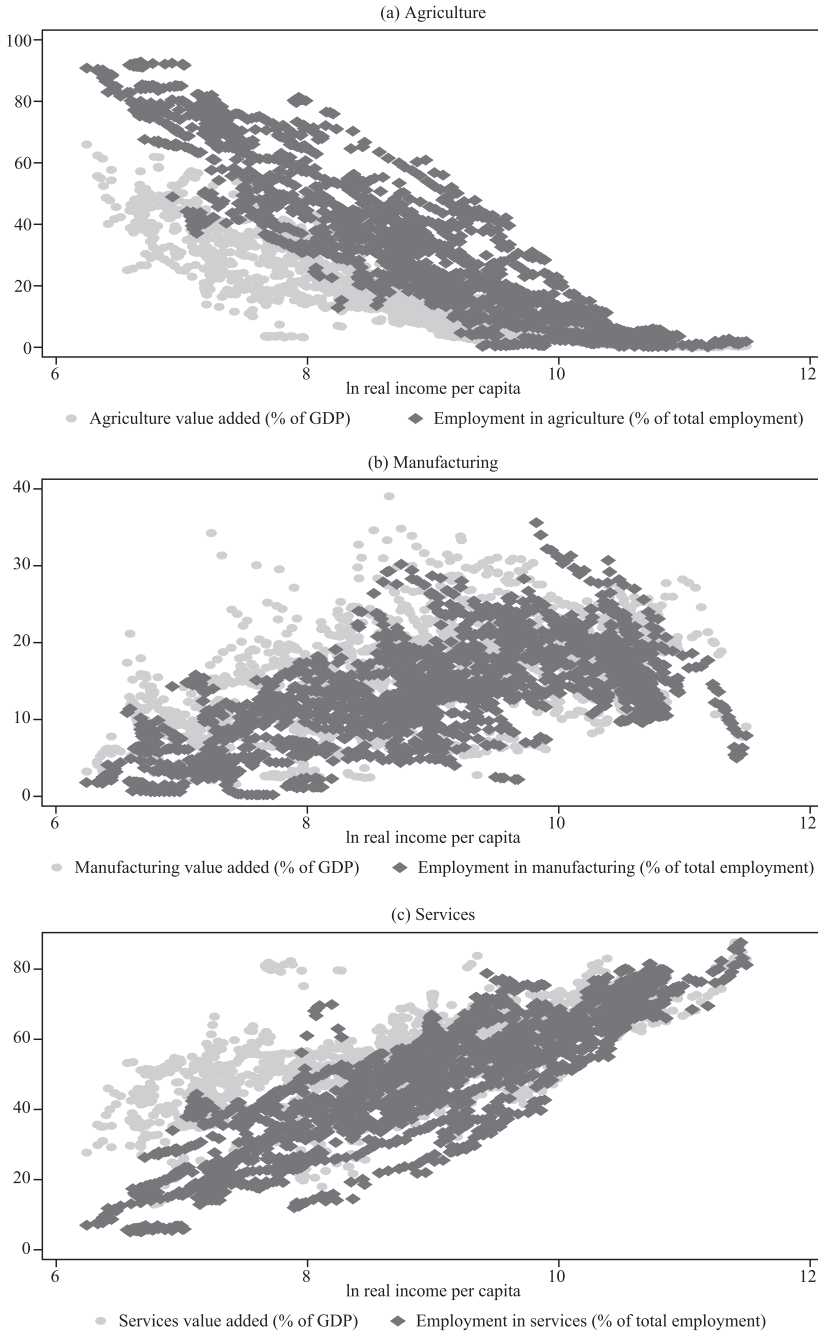 (a) Agriculture
100
80
60
40
20
0
6 8 10 12
ln real income per capita
Agriculture value added (% of GDP) Employment in agriculture (% of total employment)
(b) Manufacturing
40
30
20
10
0
6 8 10 12
ln real income per capita
Manufacturing value added (% of GDP) Employment in manufacturing (% of total employment)
(c) Services
80
60
40
20
0
6 8 10 12
ln real income per capita
Services value added (% of GDP) Employment in services (% of total employment)